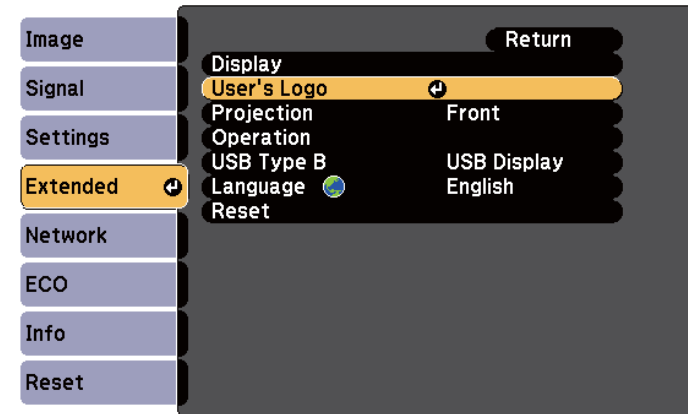 Image
Signal
Settings
Extended
Network
ECO
Info
Reset
Return
Display
User's Logo
Projection Front
Operation
USB Type B USB Display
Language English
Reset